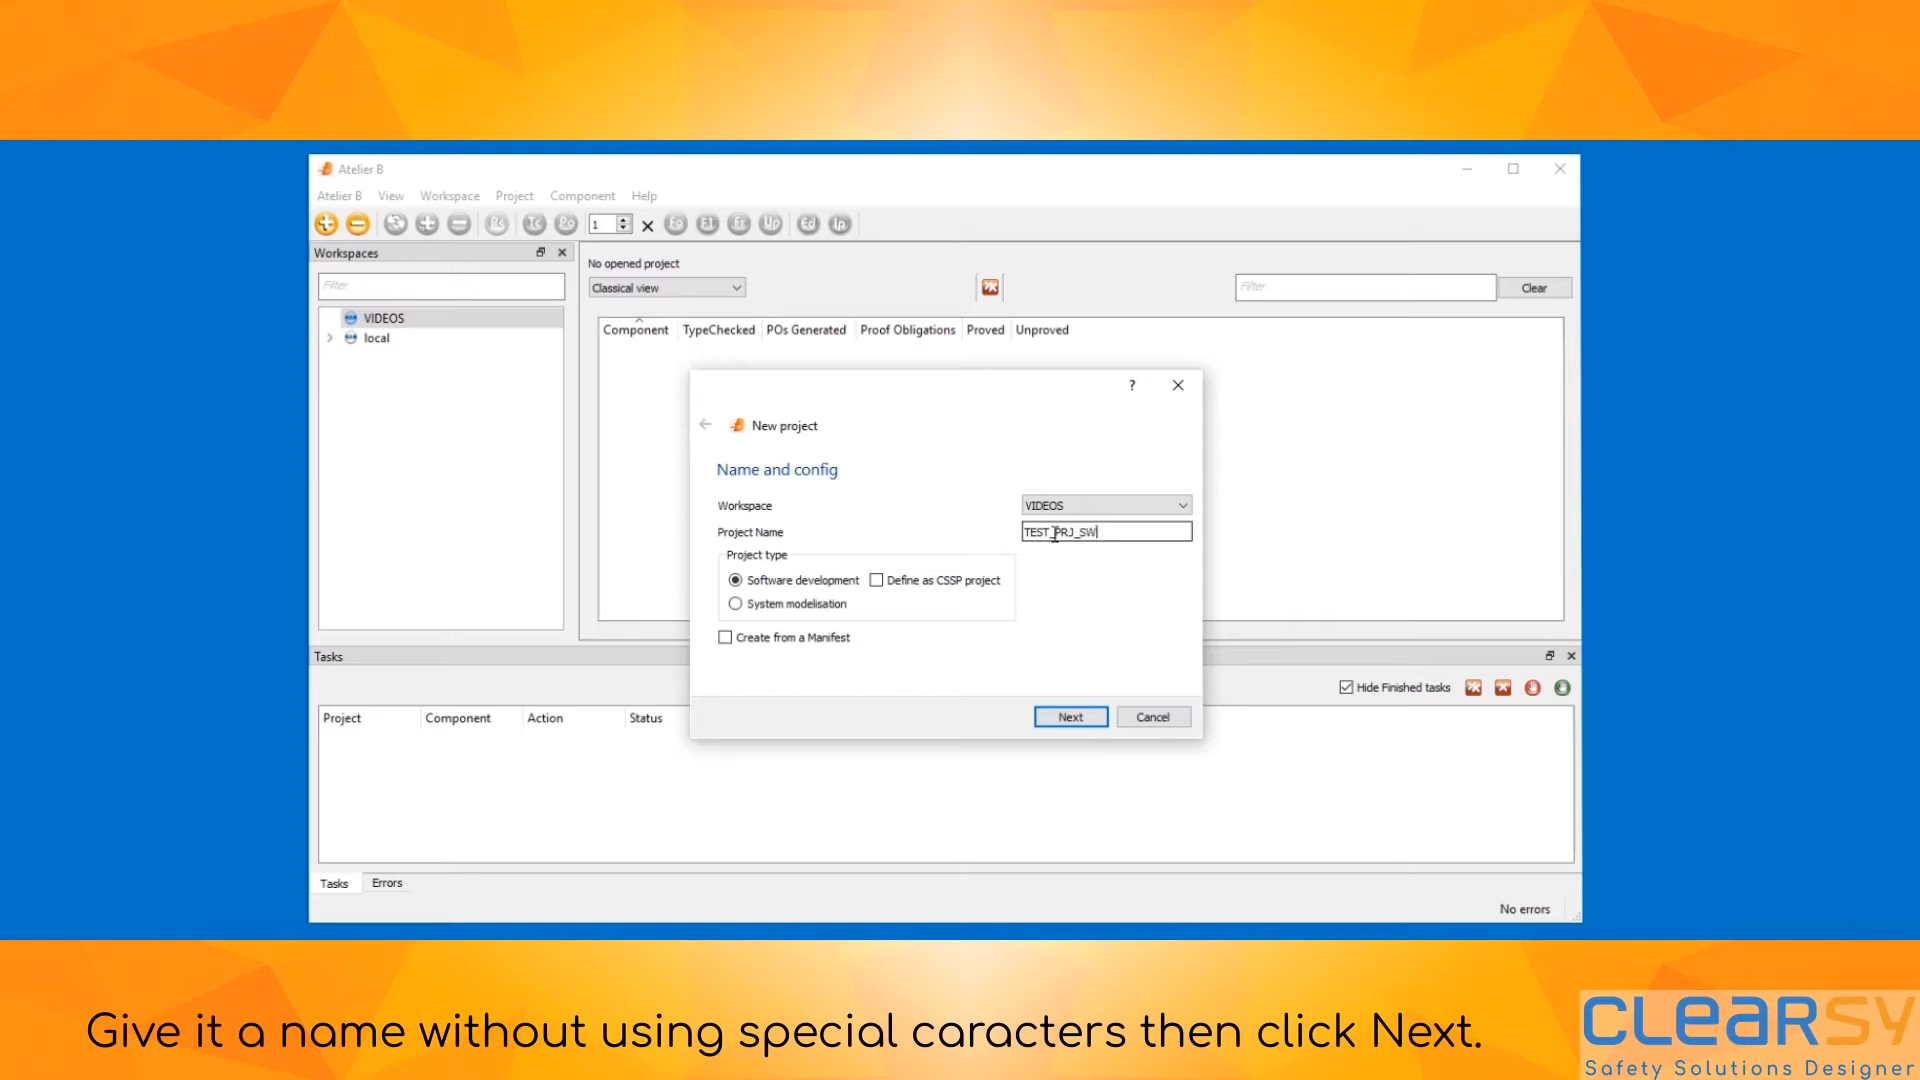 Atelier B
Atelier B View Workspace Project Component Help
1
Workspaces
Filter
VIDEOS
local
No opened project
Classical view
Filter
Clear
Component TypeChecked POs Generated Proof Obligations Proved Unproved
?
New project
Name and config
Workspace
VIDEOS
Project Name
TEST_PRJ_SW
Project type
Software development
Define as CSSP project
System modelisation
Create from a Manifest
Next
Cancel
Tasks
Hide Finished tasks
Project Component Action Status
Tasks Errors
No errors
Give it a name without using special caracters then click Next.
CLEARSY
Safety Solutions Designer